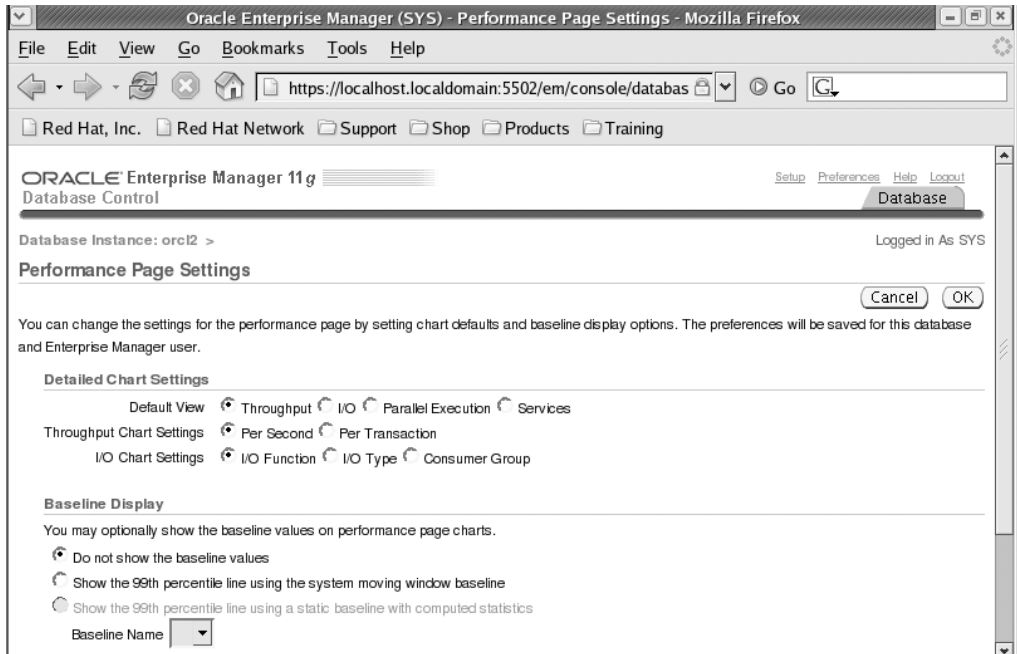 Oracle Enterprise Manager (SYS) - Performance Page Settings - Mozilla Firefox
File Edit View Go Bookmarks Tools Help
https://localhost.localdomain:5502/em/console/databas Go G
Red Hat, Inc. Red Hat Network Support Shop Products Training
ORACLE Enterprise Manager 11g
Setup Preferences Help Logout
Database Control
Database
Database Instance: orcl2 >
Logged in As SYS
Performance Page Settings
Cancel OK
You can change the settings for the performance page by setting chart defaults and baseline display options. The preferences will be saved for this database
and Enterprise Manager user.
Detailed Chart Settings
Default View Throughput I/O Parallel Execution Services
Throughput Chart Settings Per Second Per Transaction
I/O Chart Settings I/O Function I/O Type Consumer Group
Baseline Display
You may optionally show the baseline values on performance page charts.
Do not show the baseline values
Show the 99th percentile line using the system moving window baseline
Show the 99th percentile line using a static baseline with computed statistics
Baseline Name